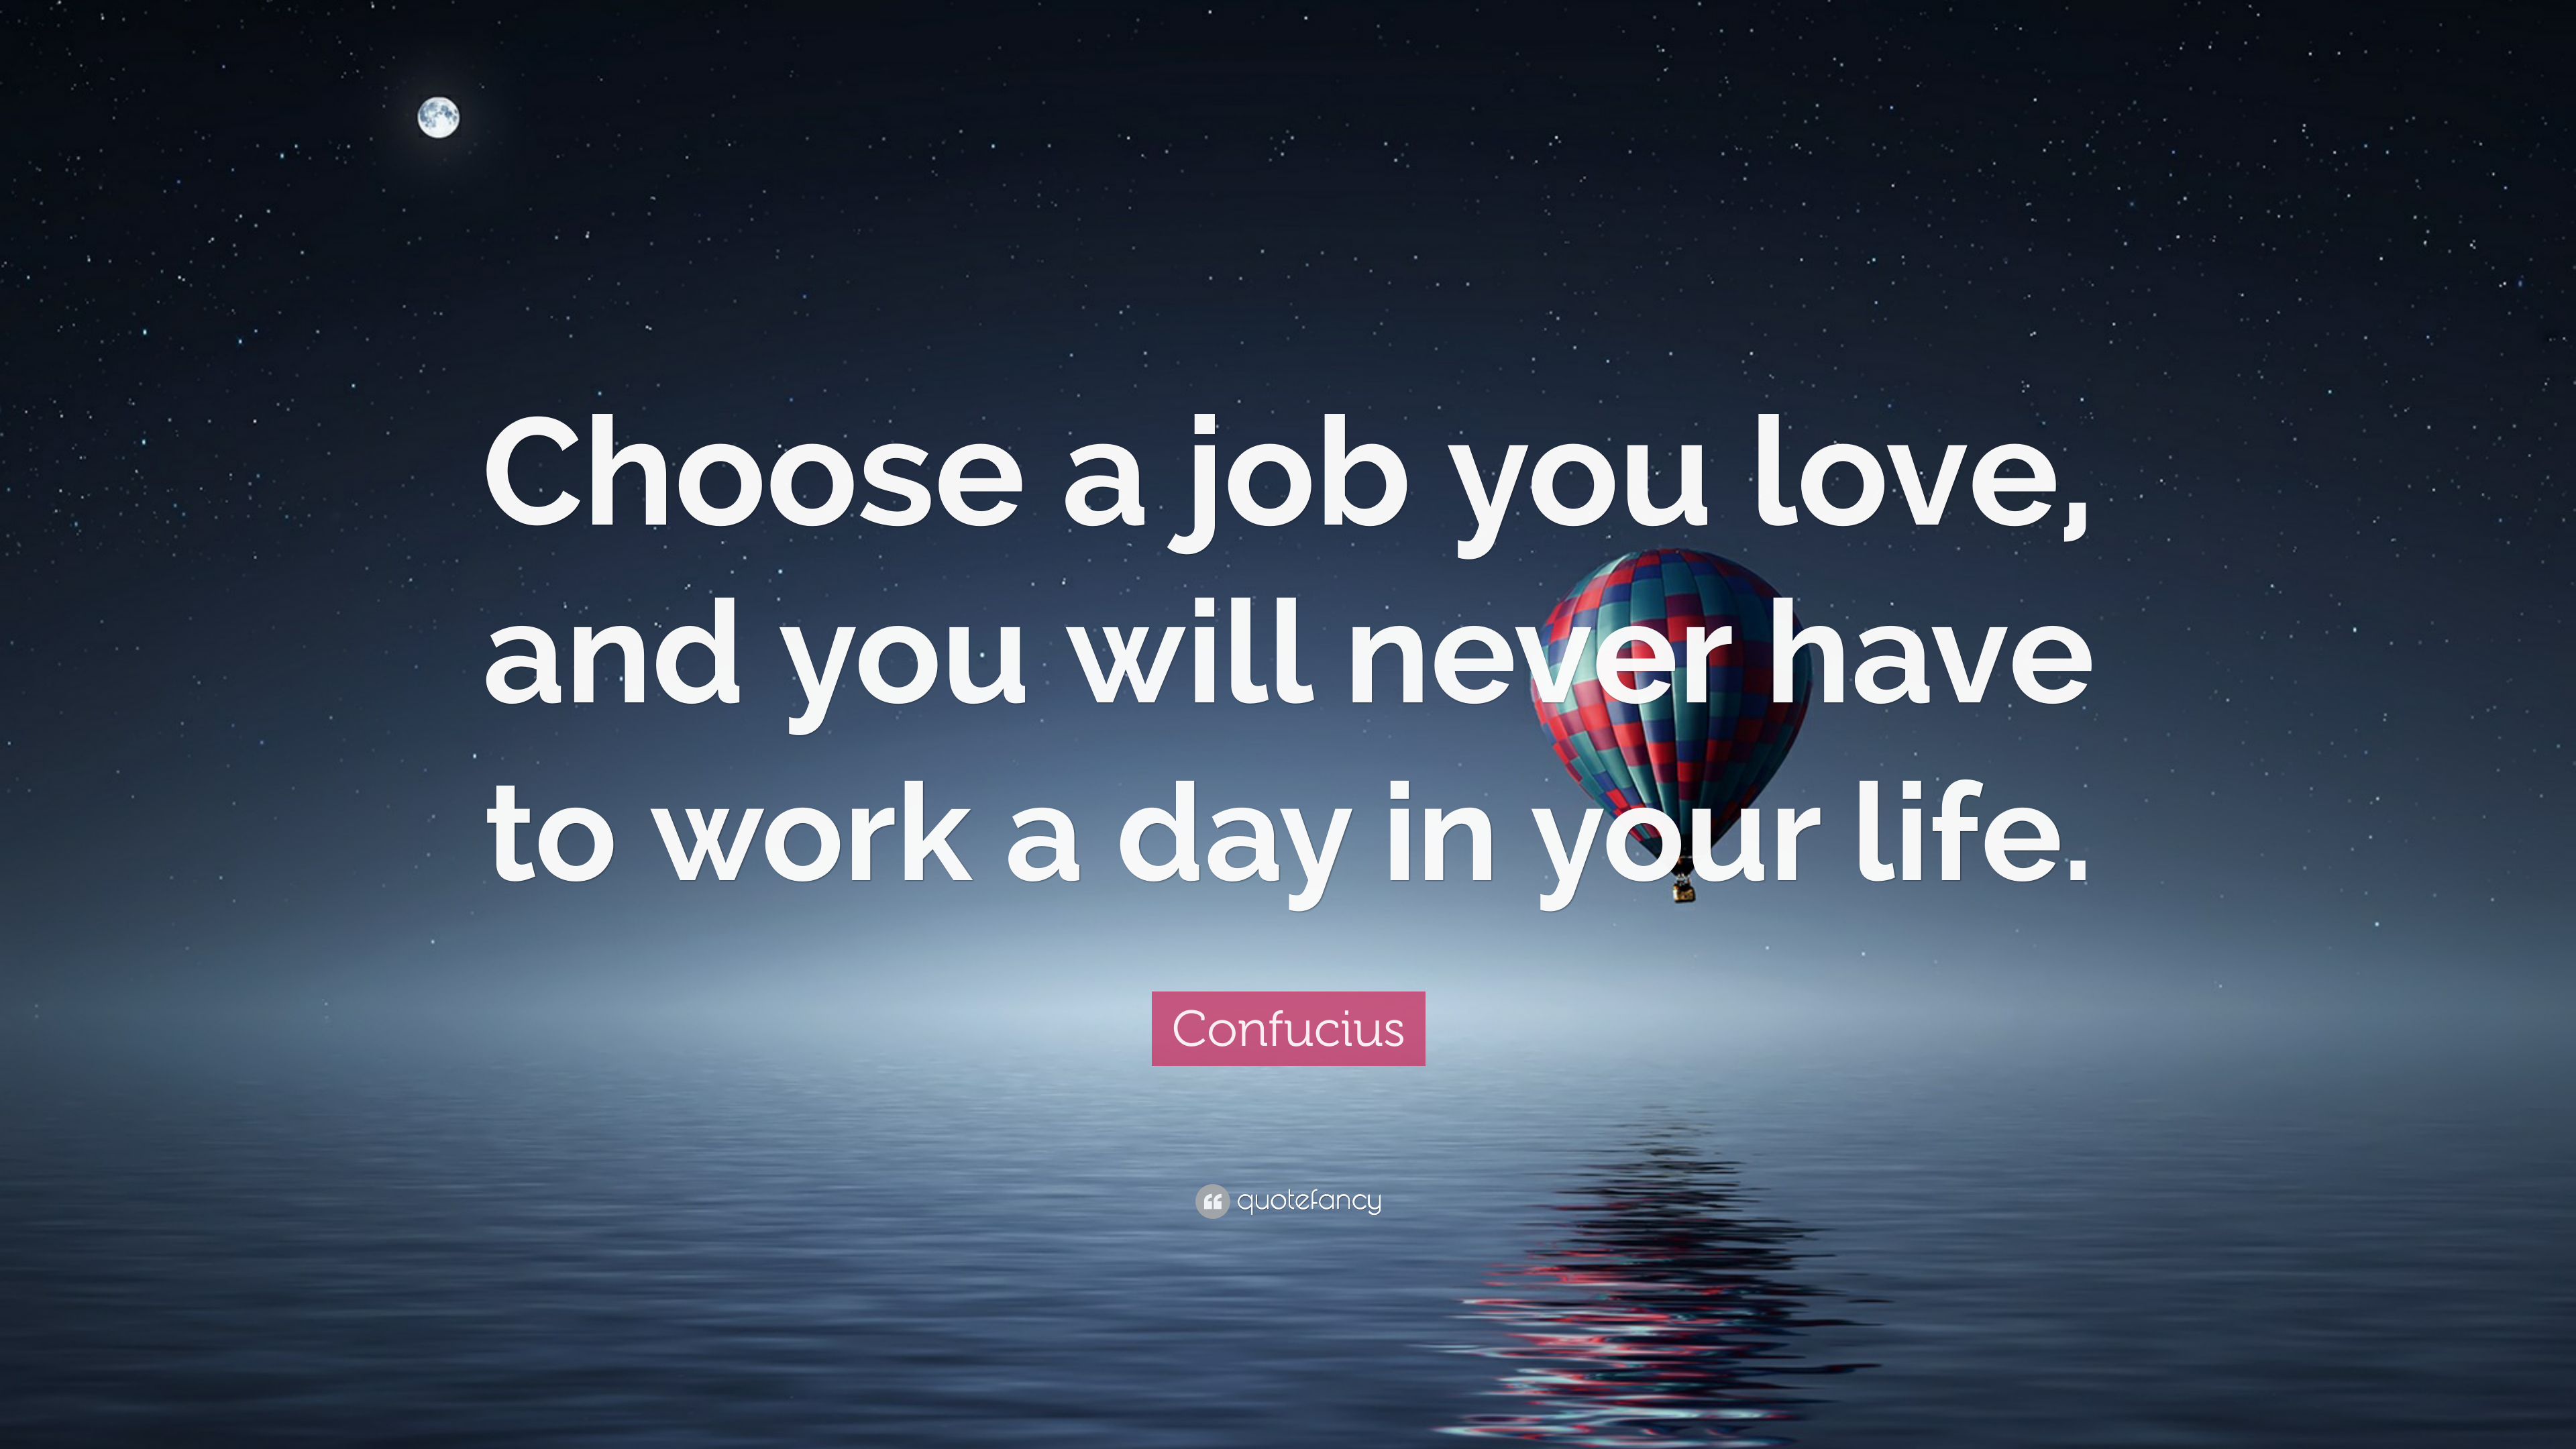 Choose a job you love,
and you will never have
to work a day in your life.
Confucius
quotefancy